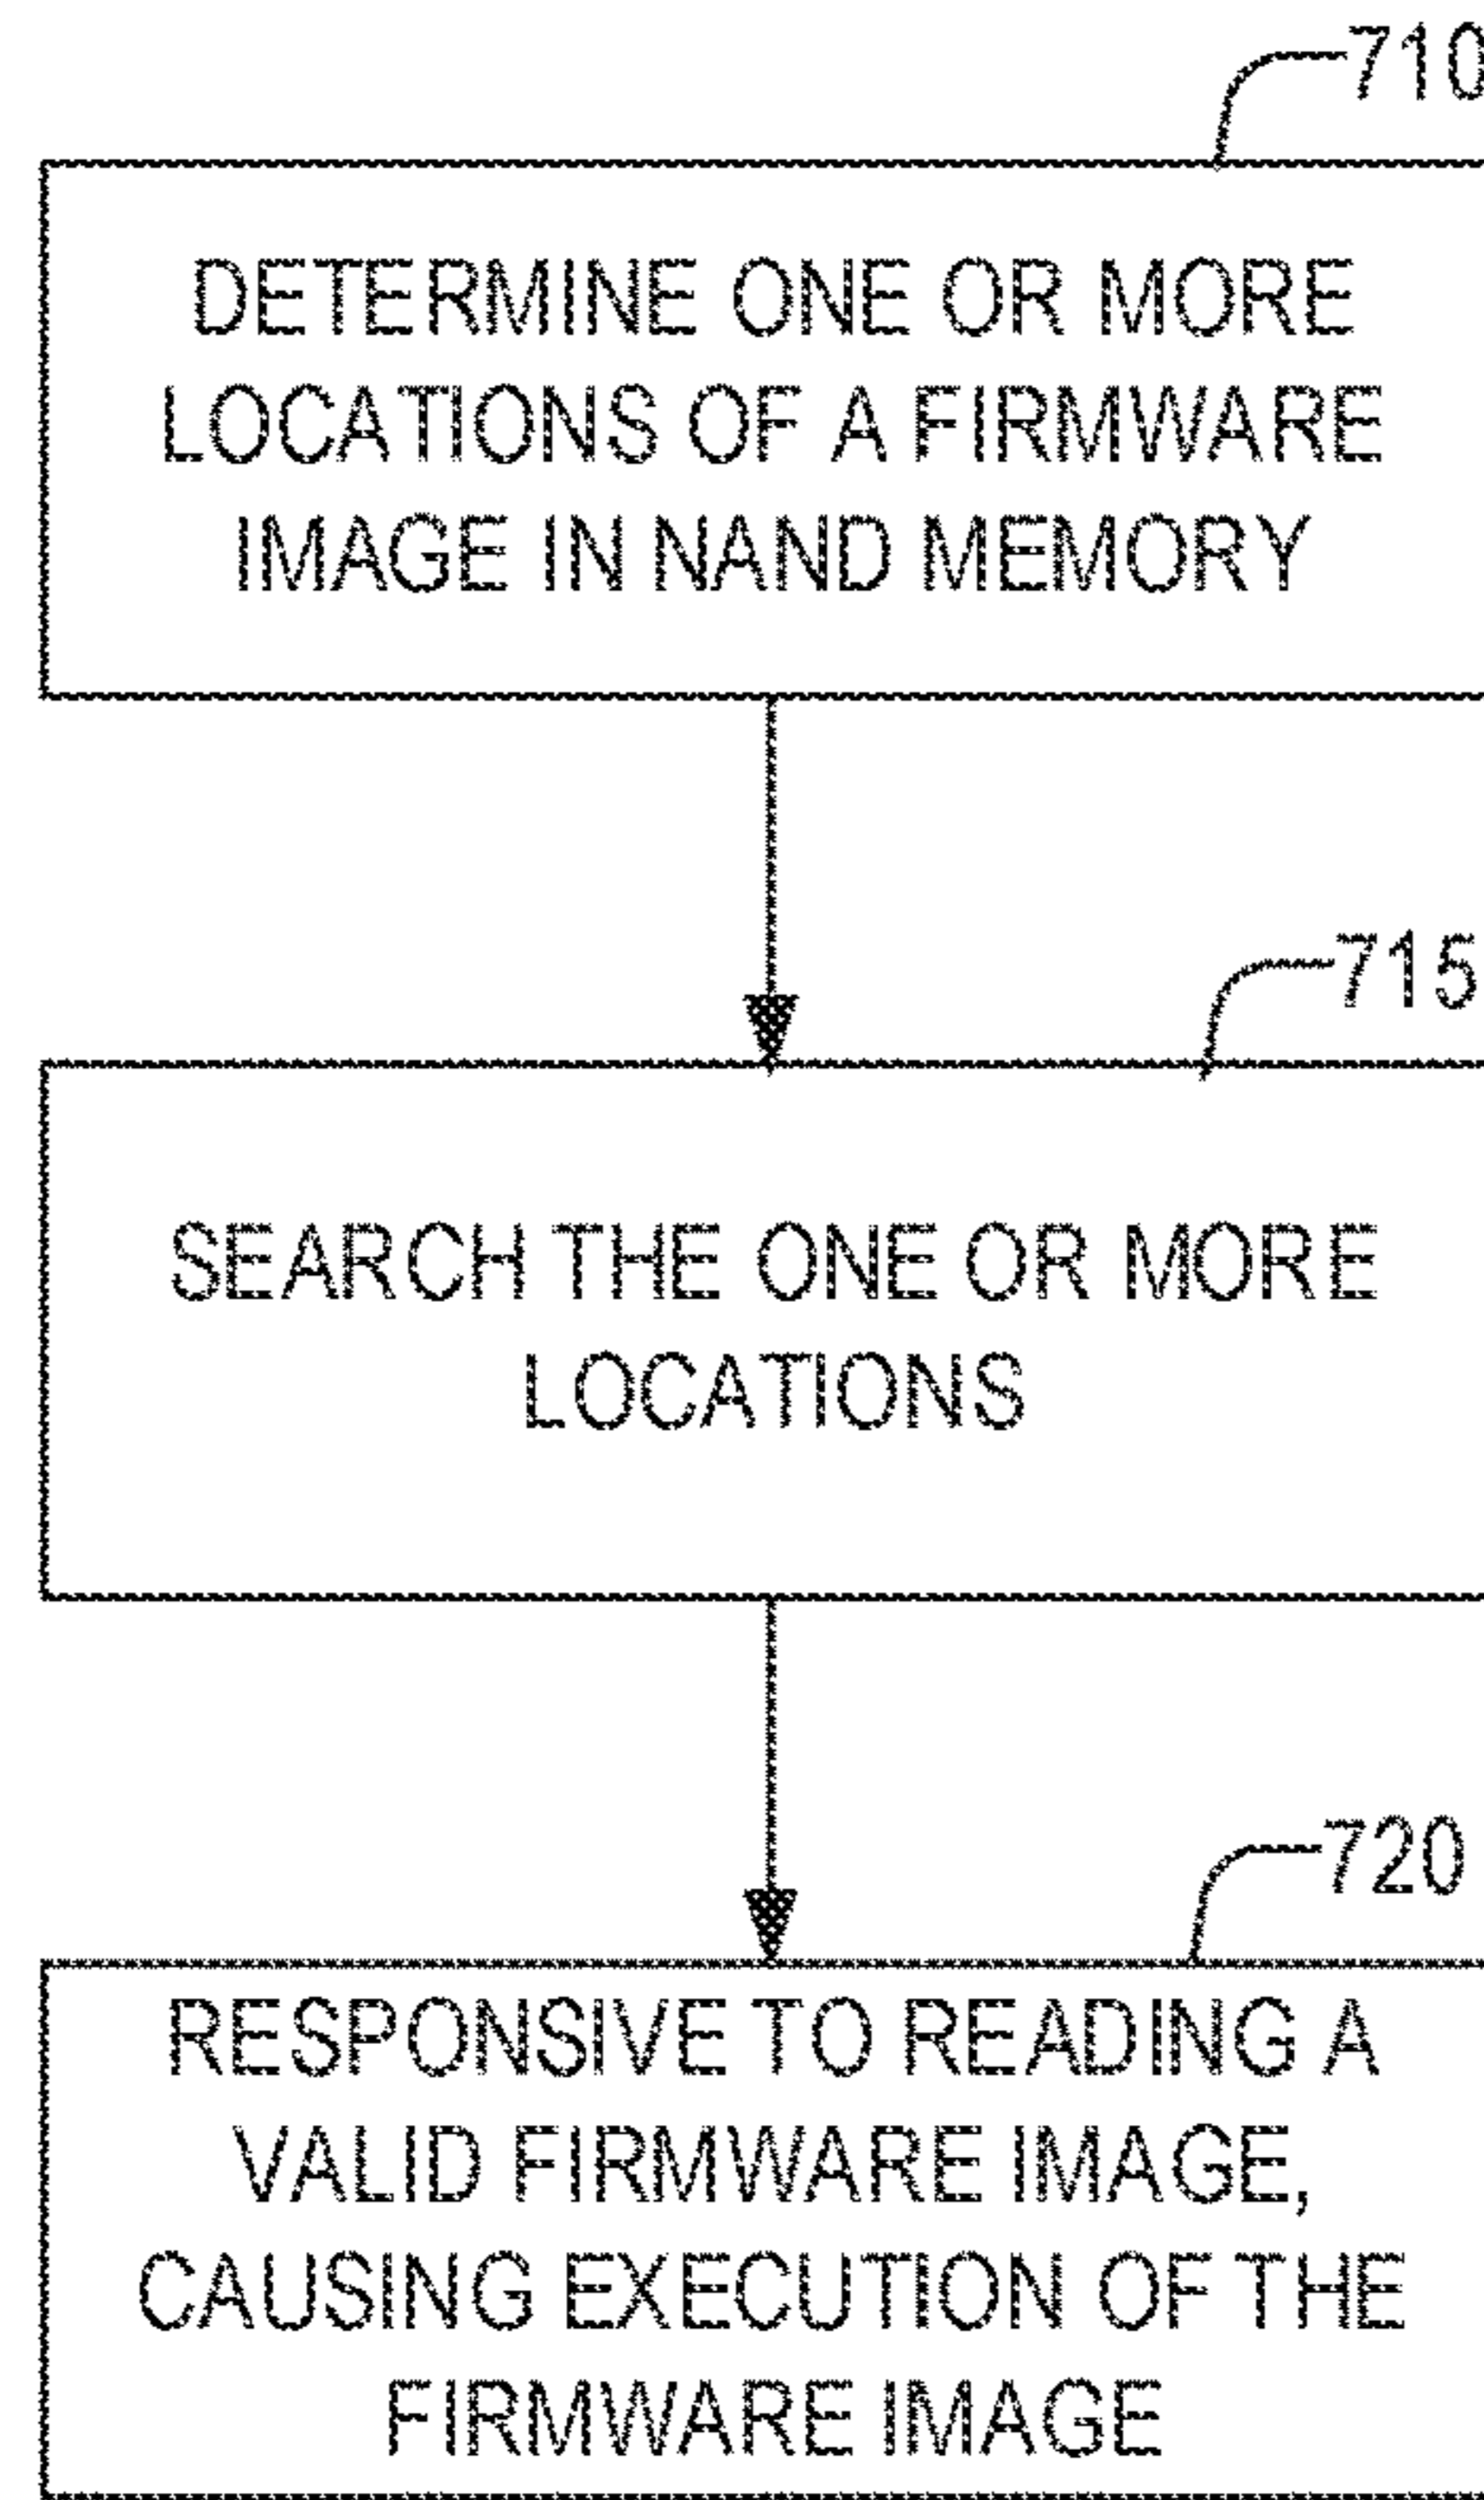 710
DETERMINE ONE OR MORE
LOCATIONS OF A FIRMWARE
IMAGE IN NAND MEMORY
715
SEARCH THE ONE OR MORE
LOCATIONS
720
RESPONSIVE TO READING A
VALID FIRMWARE IMAGE,
CAUSING EXECUTION OF THE
FIRMWARE IMAGE